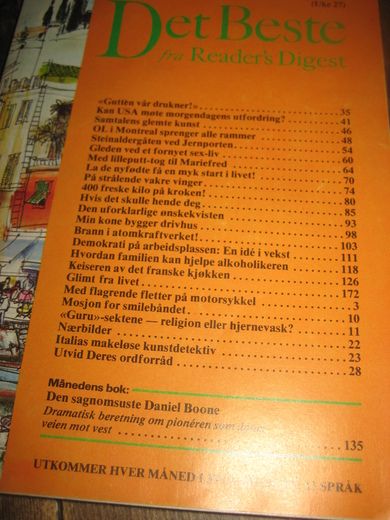 (Uke 27)
Det Beste
fra Reader's Digest
«Gutten vår drukner!» 35
Kan USA møte morgendagens utfordring? 41
Samtalens glemte kunst 46
OL i Montreal sprenger alle rammer 48
Steinaldergåten ved Jernporten 54
Gleden ved et fornyet sex-liv 60
Med lilleputt-tog til Mariefred 64
La de nyfødte få en myk start i livet! 70
På strålende vakre vinger 74
400 freske kilo på kroken! 80
Hvis det skulle hende deg 85
Den uforklarlige ønskekvisten 93
Min kone bygger drivhus 98
Brann i atomkraftverket! 103
Demokrati på arbeidsplassen: En idé i vekst 111
Hvordan familien kan hjelpe alkoholikeren 118
Keiseren av det franske kjøkken 126
Glimt fra livet 172
Med flagrende fletter på motorsykkel 3
Mosjon for smilebåndet 10
«Guru»-sektene — religion eller hjernevask? 11
Nærbilder 22
Italias makeløse kunstdetektiv 23
Utvid Deres ordforråd 28
Månedens bok:
Den sagnomsuste Daniel Boone
Dramatisk beretning om pionéren som
veien mot vest 135
UTKOMMER HVER MÅNED I SPRÅK